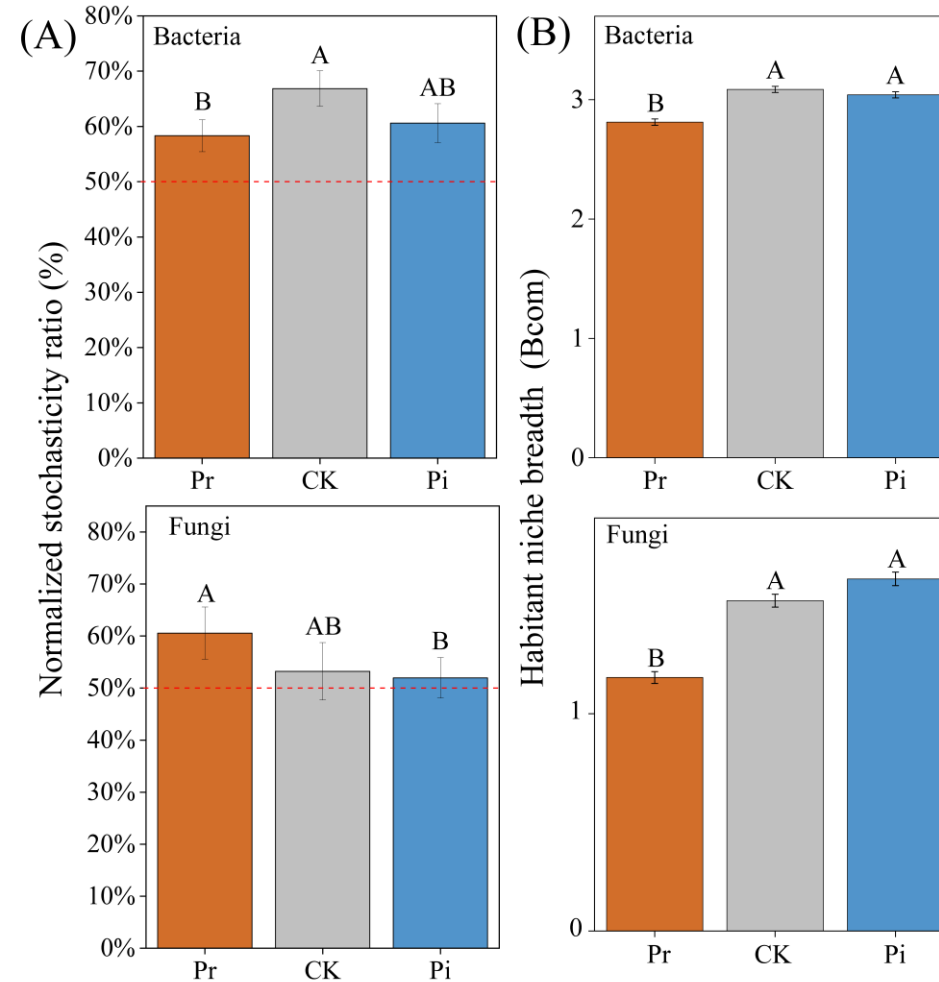 (A)
Normalized stochasticity ratio (%)
Bacteria
80%
70%
60%
50%
40%
30%
20%
10%
0%
B
A
AB
Pr
CK
Pi
Fungi
80%
70%
60%
50%
40%
30%
20%
10%
0%
A
AB
B
Pr
CK
Pi
(B)
Habitant niche breadth (Bcom)
Bacteria
3
2
1
0
B
A
A
Pr
CK
Pi
Fungi
1
0
B
A
A
Pr
CK
Pi